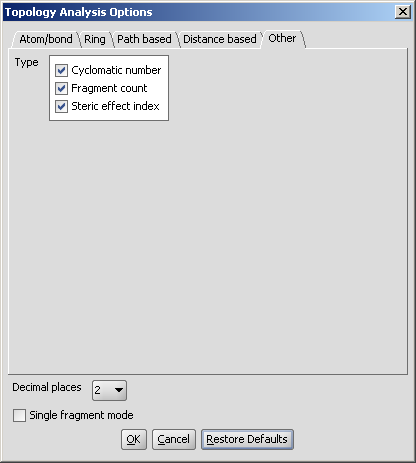 Topology Analysis Options
Atom/bond Ring Path based Distance based Other
Type
Cyclomatic number
Fragment count
Steric effect index
Decimal places 2
Single fragment mode
OK Cancel Restore Defaults